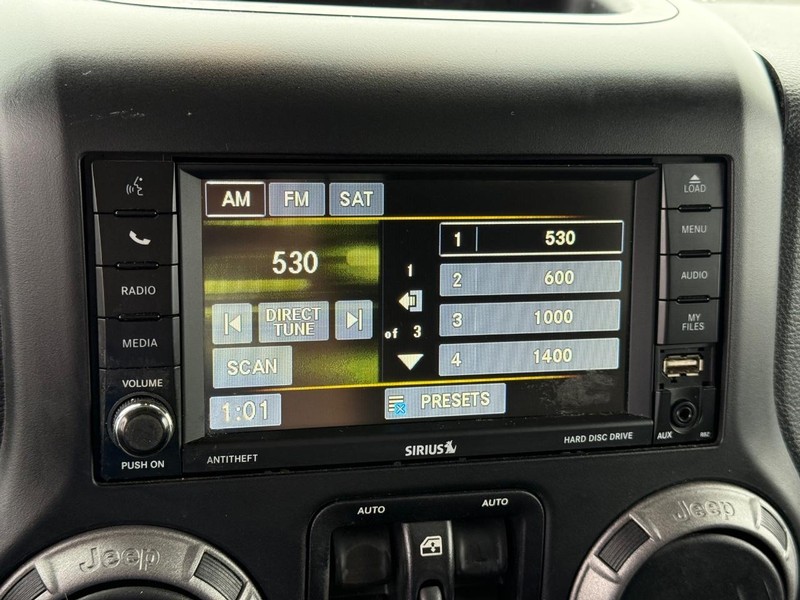 LOAD
AM FM SAT
MENU
530
1 530
RADIO
1
2 600
AUDIO
DIRECT
TUNE
of 3
3 1000
MY
FILES
MEDIA
SCAN
4 1400
VOLUME
1:01
PRESETS
PUSH ON
ANTITHEFT
SIRIUS
HARD DISC DRIVE
AUX
AUTO
AUTO
Jeep
Jeep